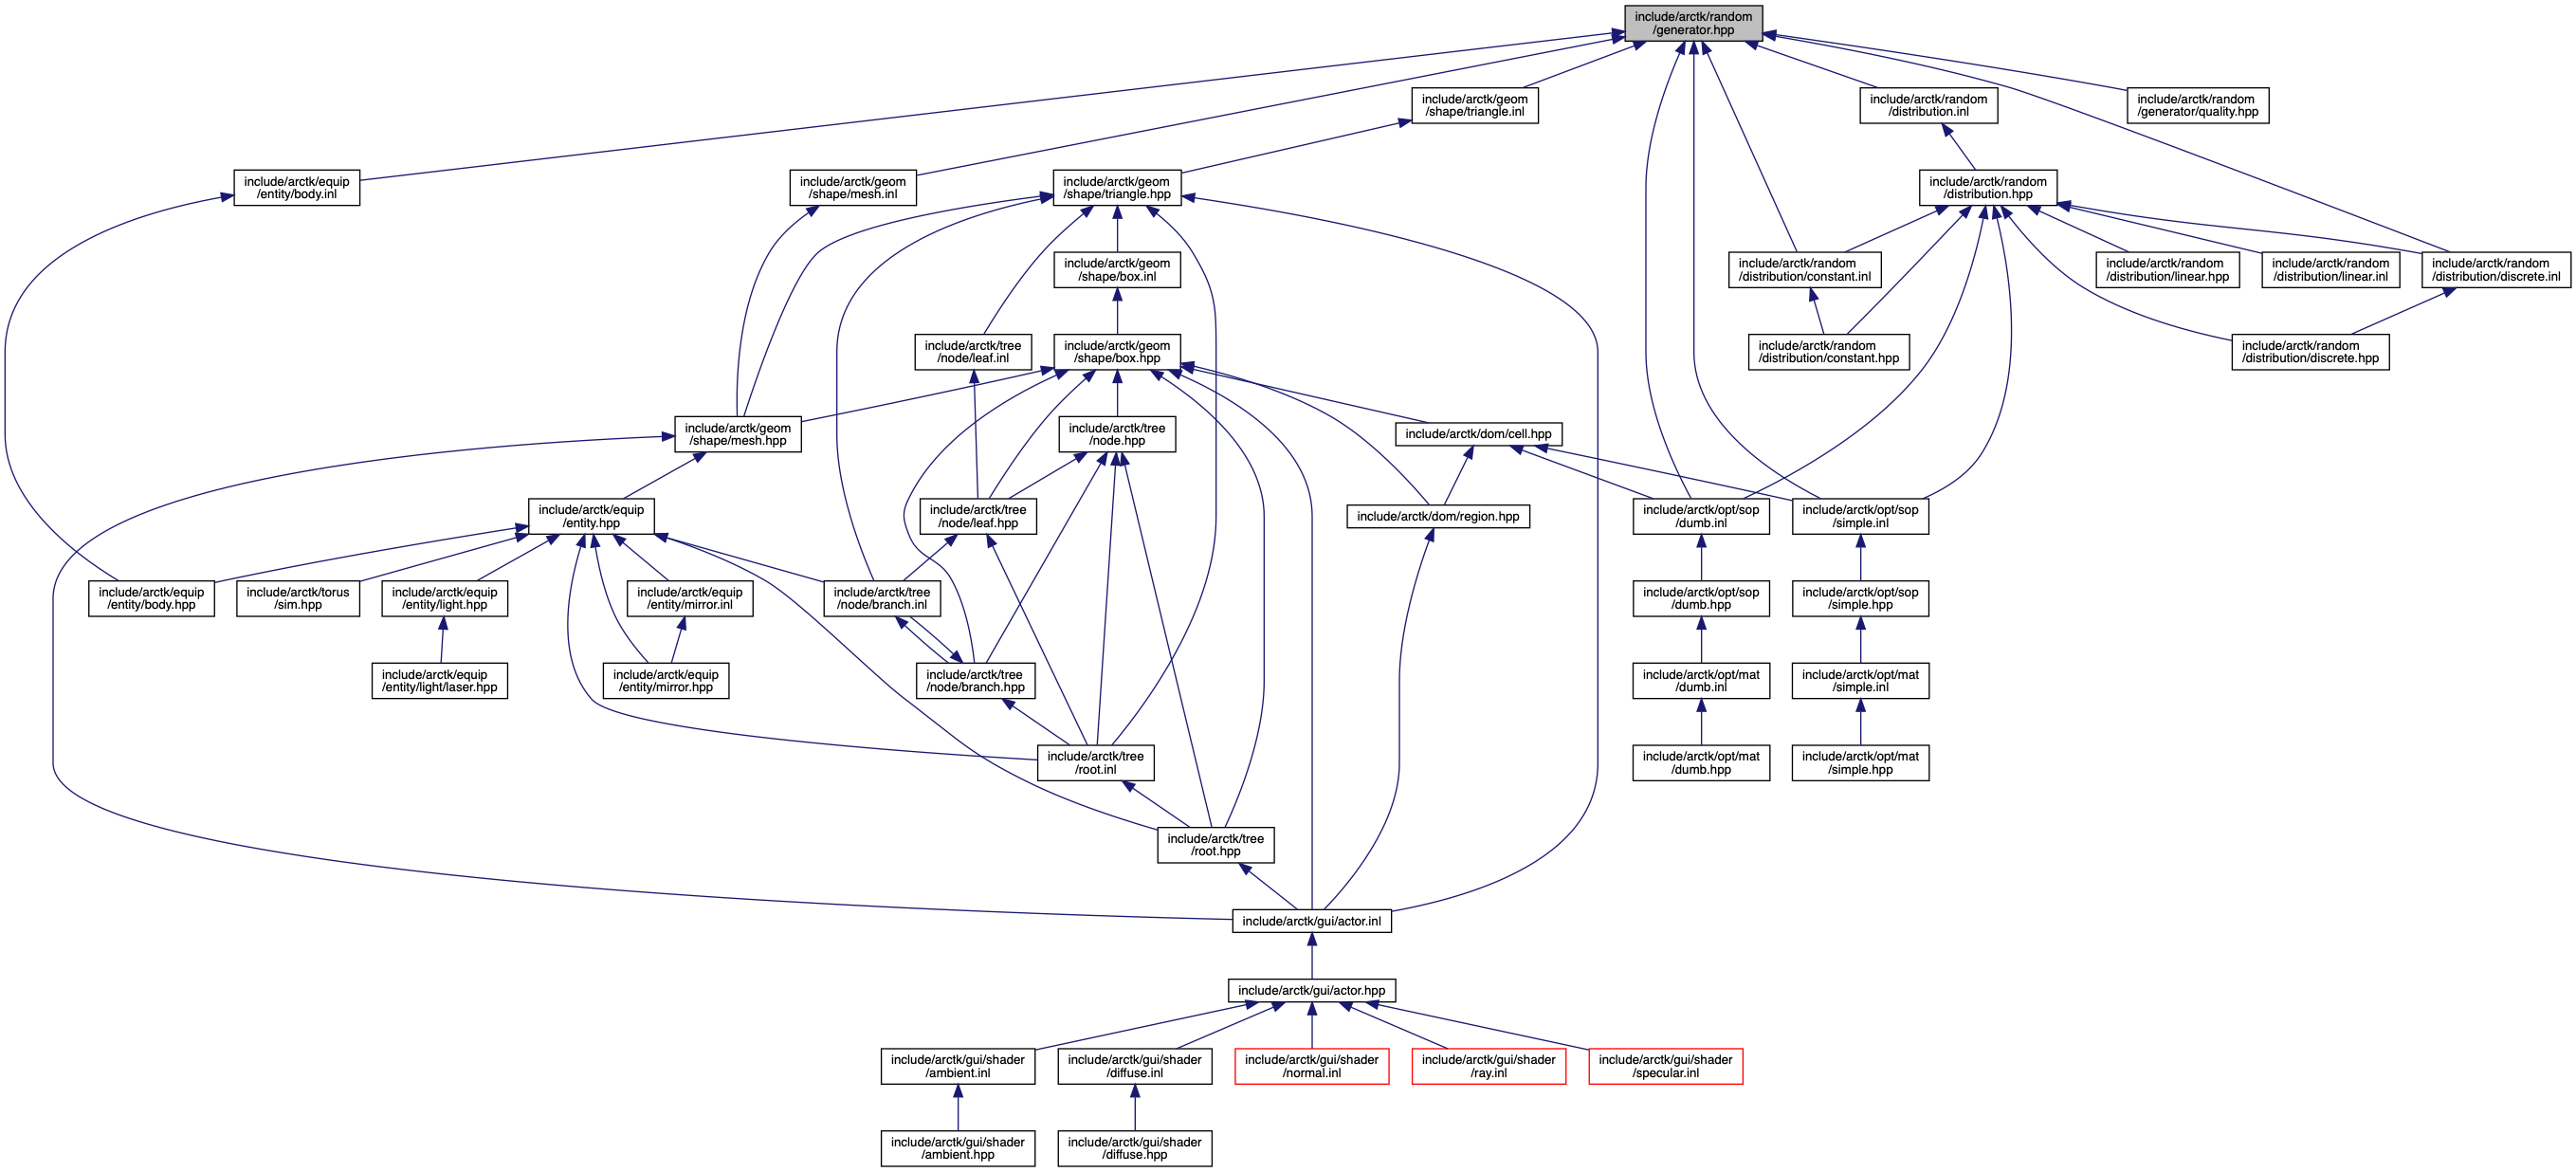 include/arctk/random
/generator.hpp
include/arctk/geom
/shape/triangle.inl
include/arctk/random
/distribution.inl
include/arctk/random
/generator/quality.hpp
include/arctk/equip
/entity/body.inl
include/arctk/geom
/shape/mesh.inl
include/arctk/geom
/shape/triangle.hpp
include/arctk/random
/distribution.hpp
include/arctk/geom
/shape/box.inl
include/arctk/random
/distribution/constant.inl
include/arctk/random
/distribution/linear.hpp
include/arctk/random
/distribution/linear.inl
include/arctk/random
/distribution/discrete.inl
include/arctk/tree
/node/leaf.inl
include/arctk/geom
/shape/box.hpp
include/arctk/random
/distribution/constant.hpp
include/arctk/random
/distribution/discrete.hpp
include/arctk/geom
/shape/mesh.hpp
include/arctk/tree
/node.hpp
include/arctk/dom/cell.hpp
include/arctk/equip
/entity.hpp
include/arctk/tree
/node/leaf.hpp
include/arctk/dom/region.hpp
include/arctk/opt/sop
/dumb.inl
include/arctk/opt/sop
/simple.inl
include/arctk/equip
/entity/body.hpp
include/arctk/torus
/sim.hpp
include/arctk/equip
/entity/light.hpp
include/arctk/equip
/entity/mirror.inl
include/arctk/tree
/node/branch.inl
include/arctk/opt/sop
/dumb.hpp
include/arctk/opt/sop
/simple.hpp
include/arctk/equip
/entity/light/laser.hpp
include/arctk/equip
/entity/mirror.hpp
include/arctk/tree
/node/branch.hpp
include/arctk/opt/mat
/dumb.inl
include/arctk/opt/mat
/simple.inl
include/arctk/tree
/root.inl
include/arctk/opt/mat
/dumb.hpp
include/arctk/opt/mat
/simple.hpp
include/arctk/tree
/root.hpp
include/arctk/gui/actor.inl
include/arctk/gui/actor.hpp
include/arctk/gui/shader
/ambient.inl
include/arctk/gui/shader
/diffuse.inl
include/arctk/gui/shader
/normal.inl
include/arctk/gui/shader
/ray.inl
include/arctk/gui/shader
/specular.inl
include/arctk/gui/shader
/ambient.hpp
include/arctk/gui/shader
/diffuse.hpp